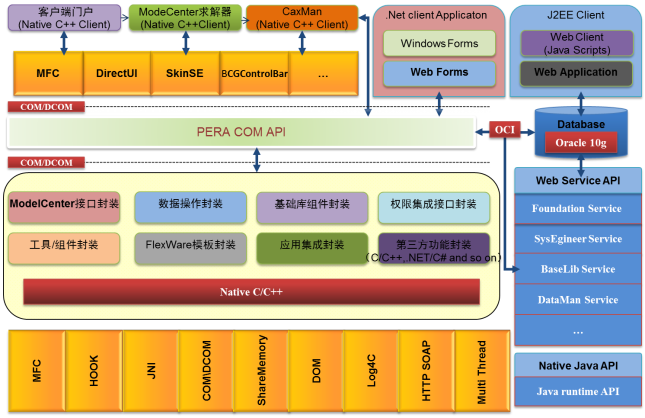 客户端门户
(Native C++ Client)
ModeCenter求解器
(Native C++Client)
CaxMan
(Native C++ Client)
.Net client Applicaton
Windows Forms
Web Forms
J2EE Client
Web Client
(Java Scripts)
Web Application
MFC
DirectUI
SkinSE
BCGControlBar
...
COM/DCOM
PERA COM API
OCI
Database
Oracle 10g
COM/DCOM
ModelCenter接口封装
数据操作封装
基础库组件封装
权限集成接口封装
工具/组件封装
FlexWare模板封装
应用集成封装
第三方功能封装
(C/C++, .NET/C# and so on)
Native C/C++
Web Service API
Foundation Service
SysEgineer Service
BaseLib Service
DataMan Service
...
Native Java API
Java runtime API
MFC
HOOK
JNI
COM\DCOM
ShareMemory
DOM
Log4C
HTTP SOAP
Multi Thread